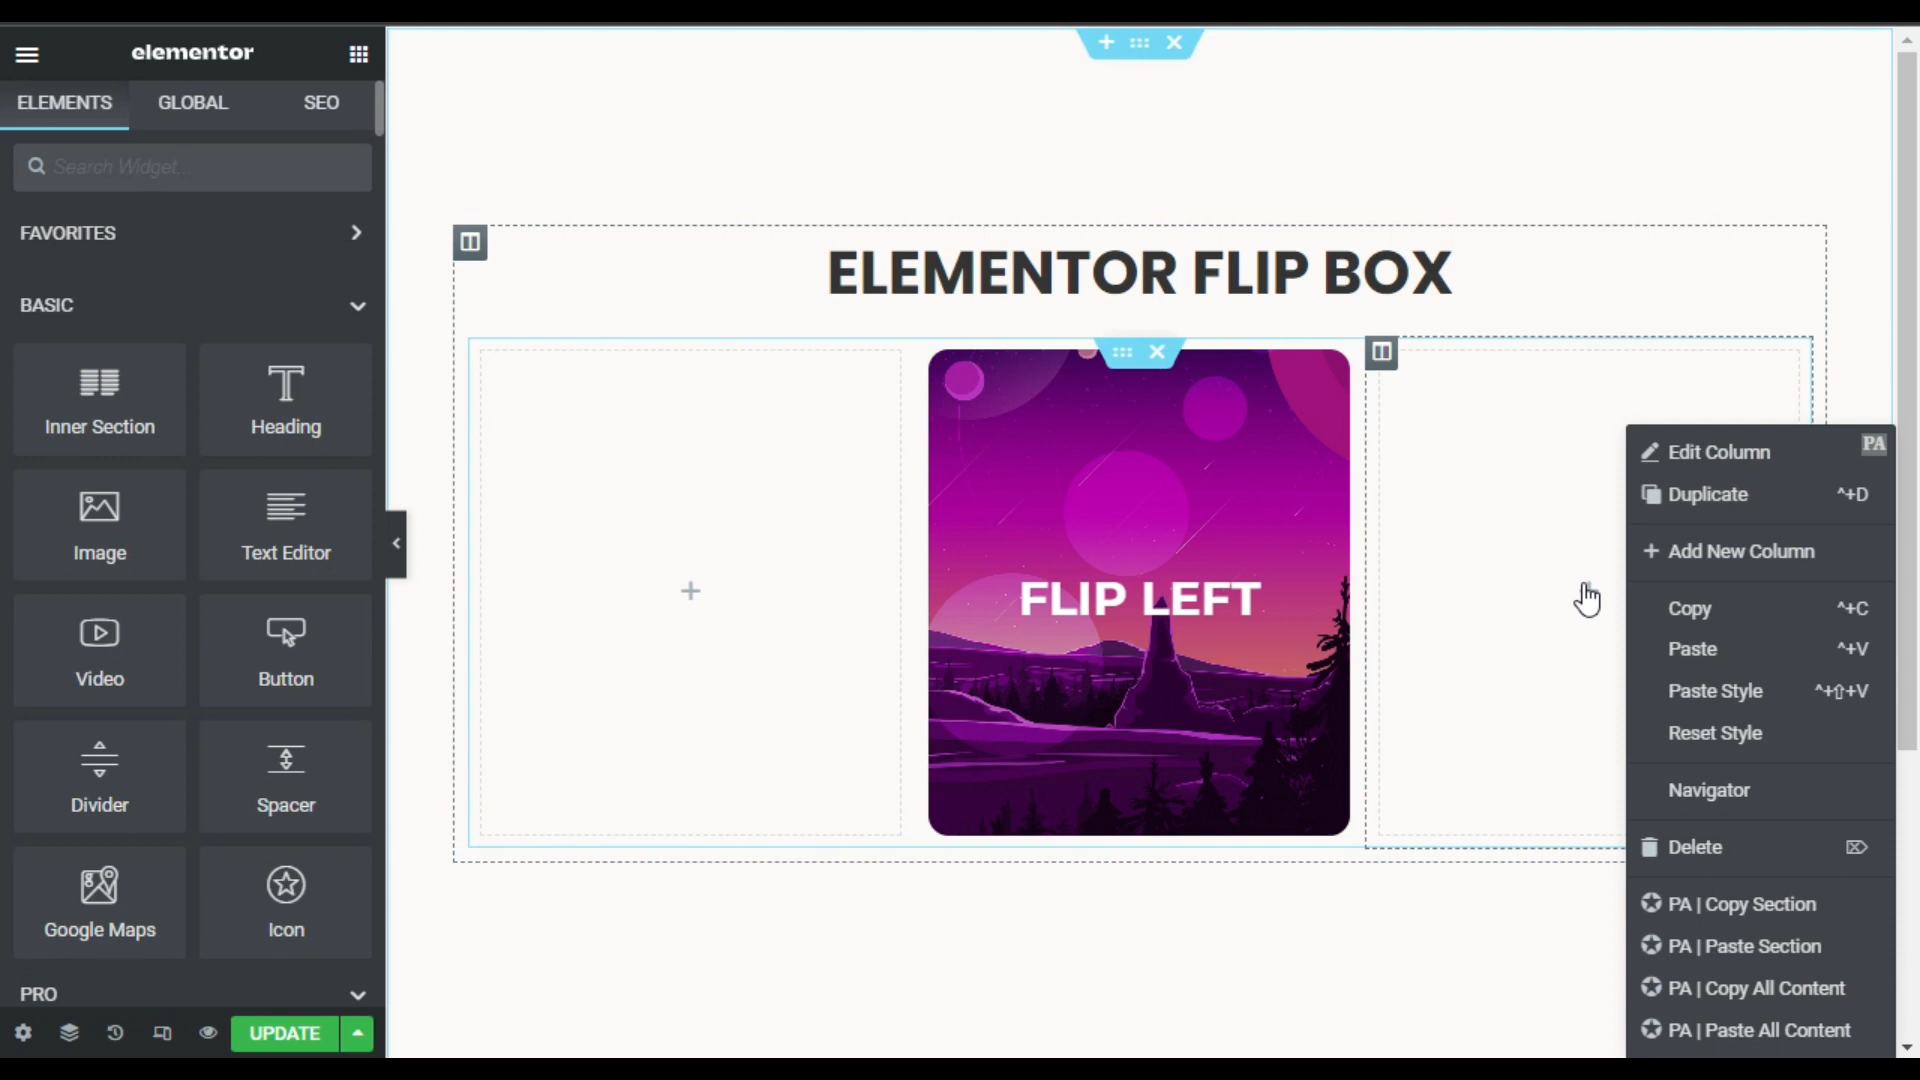 elementor
ELEMENTS GLOBAL SEO
Search Widget...
FAVORITES
BASIC
Inner Section
Heading
Image
Text Editor
Video
Button
Divider
Spacer
Google Maps
Icon
PRO
UPDATE
ELEMENTOR FLIP BOX
FLIP LEFT
Edit Column
PA
Duplicate ^+D
+ Add New Column
Copy ^+C
Paste ^+V
Paste Style ^+⇧+V
Reset Style
Navigator
Delete ⌦
PA | Copy Section
PA | Paste Section
PA | Copy All Content
PA | Paste All Content